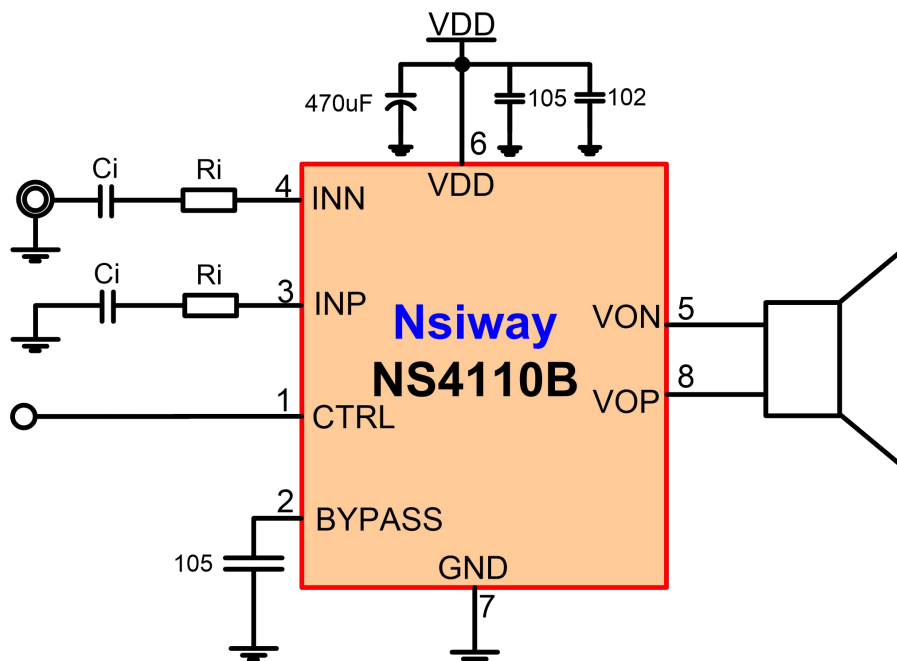 VDD
470uF
105
102
6
VDD
Ci
Ri
4
INN
Ci
Ri
3
INP
Nsiway
NS4110B
VON
5
VOP
8
1
CTRL
2
BYPASS
105
GND
7